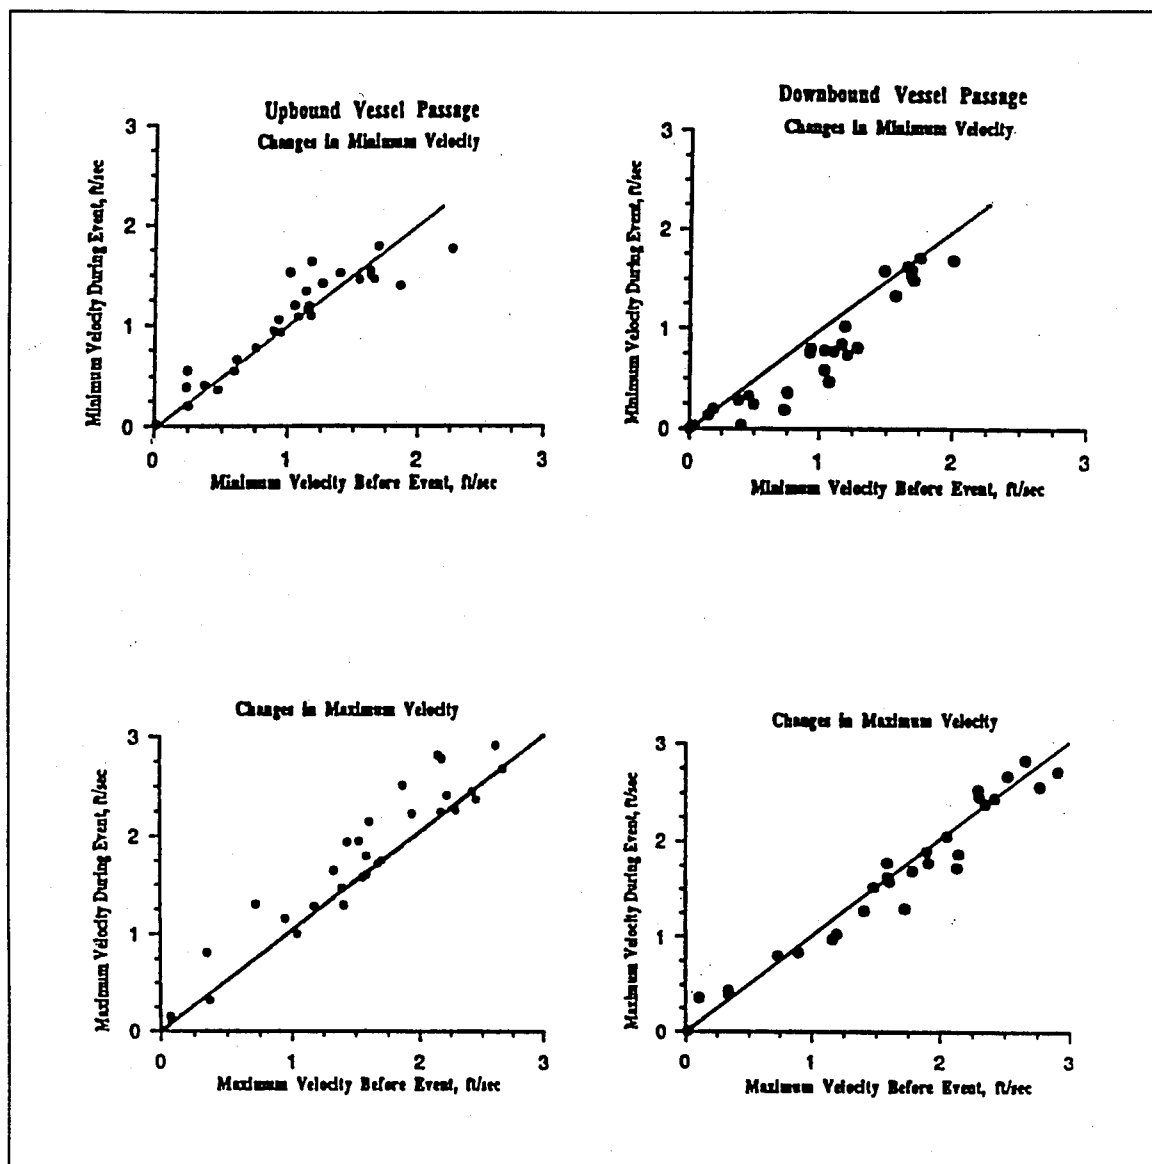 Upbound Vessel Passage
Changes in Minimum Velocity
3
2
1
0
Minimum Velocity During Event, ft/sec
0 1 2 3
Minimum Velocity Before Event, ft/sec
Downbound Vessel Passage
Changes in Minimum Velocity
3
2
1
0
Minimum Velocity During Event, ft/sec
0 1 2 3
Minimum Velocity Before Event, ft/sec
Changes in Maximum Velocity
3
2
1
0
Maximum Velocity During Event, ft/sec
0 1 2 3
Maximum Velocity Before Event, ft/sec
Changes in Maximum Velocity
3
2
1
0
Maximum Velocity During Event, ft/sec
0 1 2 3
Maximum Velocity Before Event, ft/sec